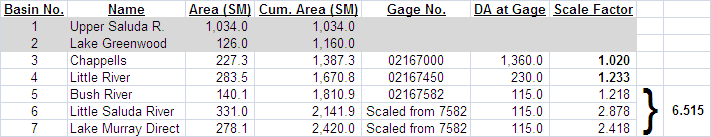 Basin No. Name Area (SM) Cum. Area (SM) Gage No. DA at Gage Scale Factor
1 Upper Saluda R. 1,034.0 1,034.0
2 Lake Greenwood 126.0 1,160.0
3 Chappells 227.3 1,387.3 02167000 1,360.0 1.020
4 Little River 283.5 1,670.8 02167450 230.0 1.233
5 Bush River 140.1 1,810.9 02167582 115.0 1.218
6 Little Saluda River 331.0 2,141.9 Scaled from 7582 115.0 2.878 } 6.515
7 Lake Murray Direct 278.1 2,420.0 Scaled from 7582 115.0 2.418